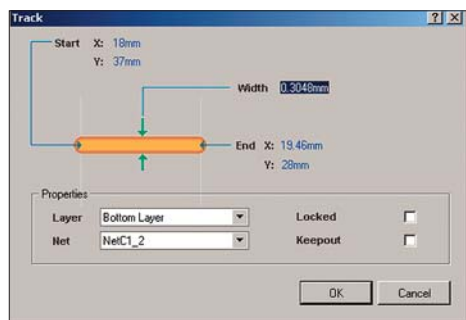 Track
Start X: 18mm
Y: 37mm
Width 0.3048mm
End X: 19.46mm
Y: 28mm
Properties
Layer Bottom Layer Locked
Net NetC1_2 Keepout
OK Cancel